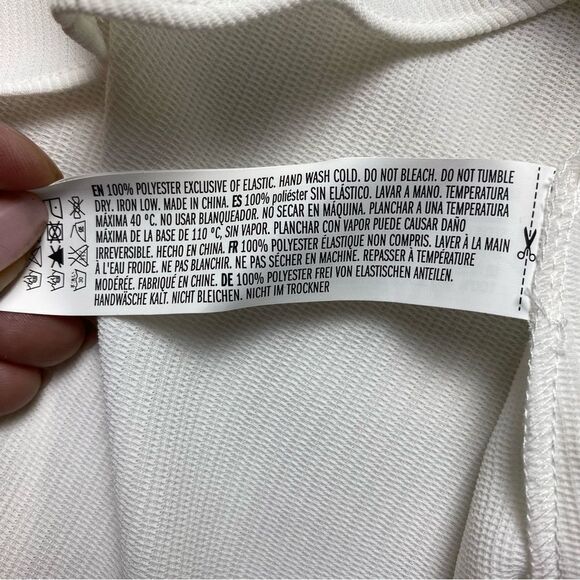 EN 100% POLYESTER EXCLUSIVE OF ELASTIC. HAND WASH COLD. DO NOT BLEACH. DO NOT TUMBLE
DRY. IRON LOW. MADE IN CHINA. ES 100% poliéster SIN ELÁSTICO. LAVAR A MANO. TEMPERATURA
MÁXIMA 40 ºC. NO USAR BLANQUEADOR. NO SECAR EN MÁQUINA. PLANCHAR A UNA TEMPERATURA
MÁXIMA DE LA BASE DE 110 °C, SIN VAPOR. PLANCHAR CON VAPOR PUEDE CAUSAR DAÑO
IRREVERSIBLE. HECHO EN CHINA. FR 100% POLYESTER ÉLASTIQUE NON COMPRIS. LAVER À LA MAIN
À L'EAU FROIDE. NE PAS BLANCHIR. NE PAS SÉCHER EN MACHINE. REPASSER À TEMPÉRATURE
MODÉRÉE. FABRIQUÉ EN CHINE. DE 100% POLYESTER FREI VON ELASTISCHEN ANTEILEN.
HANDWÄSCHE KALT. NICHT BLEICHEN. NICHT IM TROCKNER